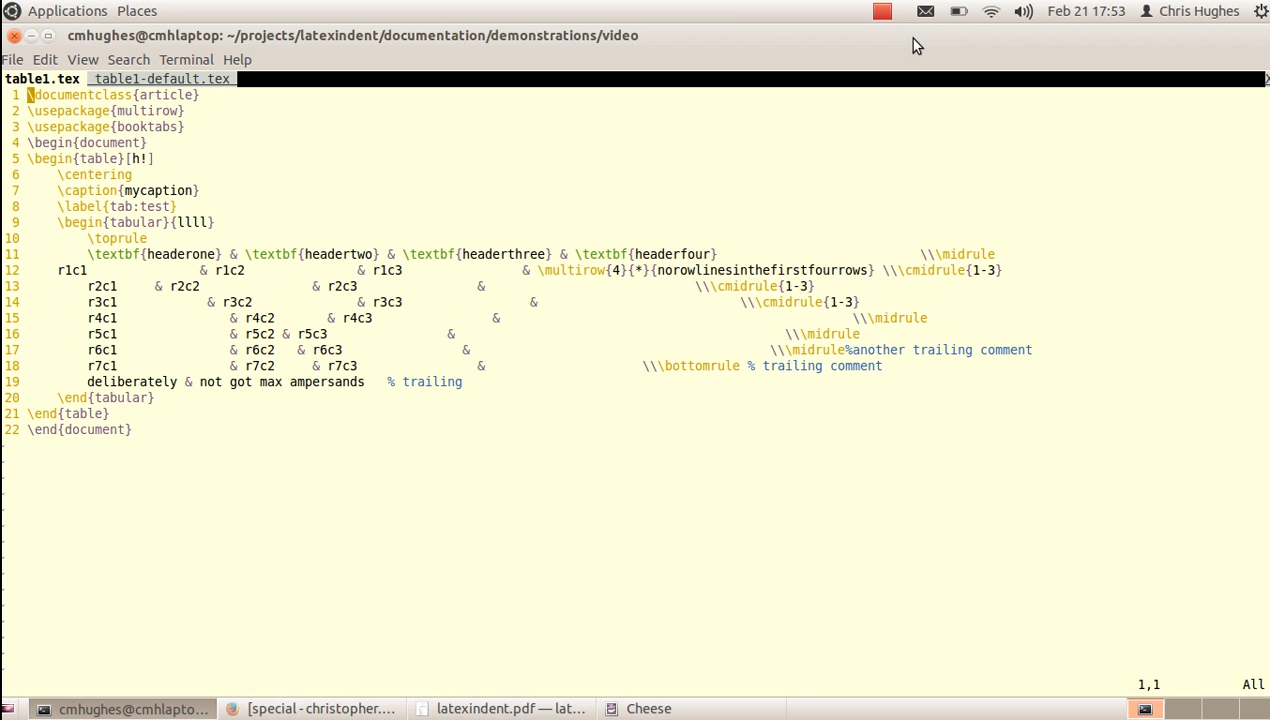 Applications Places Feb 21 17:53 Chris Hughes
cmhughes@cmhlaptop: ~/projects/latexindent/documentation/demonstrations/video
File Edit View Search Terminal Help
table1.tex table1-default.tex X
1 \documentclass{article}
2 \usepackage{multirow}
3 \usepackage{booktabs}
4 \begin{document}
5 \begin{table}[h!]
6 \centering
7 \caption{mycaption}
8 \label{tab:test}
9 \begin{tabular}{llll}
10 \toprule
11 \textbf{headerone} & \textbf{headertwo} & \textbf{headerthree} & \textbf{headerfour} \\\midrule
12 r1c1 & r1c2 & r1c3 & \multirow{4}{*}{norowlinesinthefirstfourrows} \\\cmidrule{1-3}
13 r2c1 & r2c2 & r2c3 & \\\cmidrule{1-3}
14 r3c1 & r3c2 & r3c3 & \\\cmidrule{1-3}
15 r4c1 & r4c2 & r4c3 & \\\midrule
16 r5c1 & r5c2 & r5c3 & \\\midrule
17 r6c1 & r6c2 & r6c3 & \\\midrule%another trailing comment
18 r7c1 & r7c2 & r7c3 & \\\bottomrule % trailing comment
19 deliberately & not got max ampersands % trailing
20 \end{tabular}
21 \end{table}
22 \end{document}
1,1 All
cmhughes@cmhlapto... [special - christopher.... latexindent.pdf — lat... Cheese